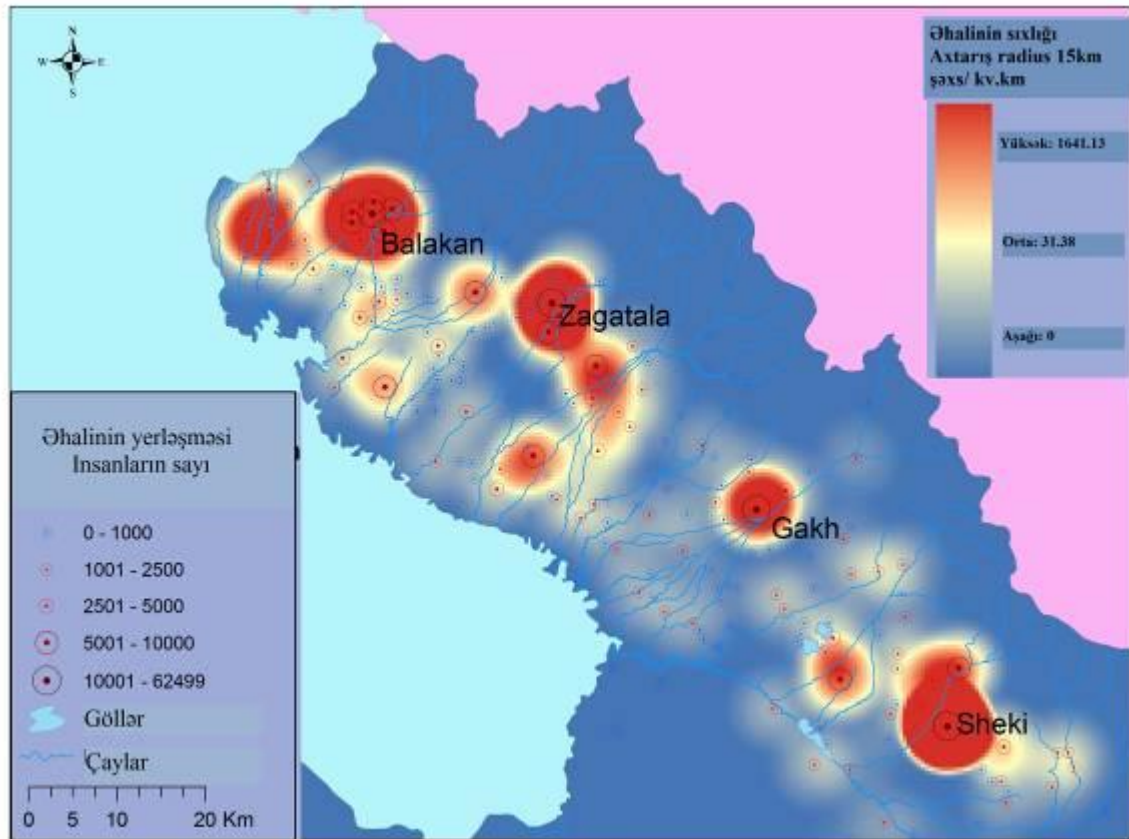 N
W E
S
Əhalinin sıxlığı
Axtarış radius 15km
şəxs/ kv.km
Yüksək: 1641.13
Orta: 31.38
Aşağı: 0
Balakan
Zagatala
Gakh
Sheki
Əhalinin yerləşməsi
Insanların sayı
0 - 1000
1001 - 2500
2501 - 5000
5001 - 10000
10001 - 62499
Göllər
Çaylar
0 5 10 20 Km